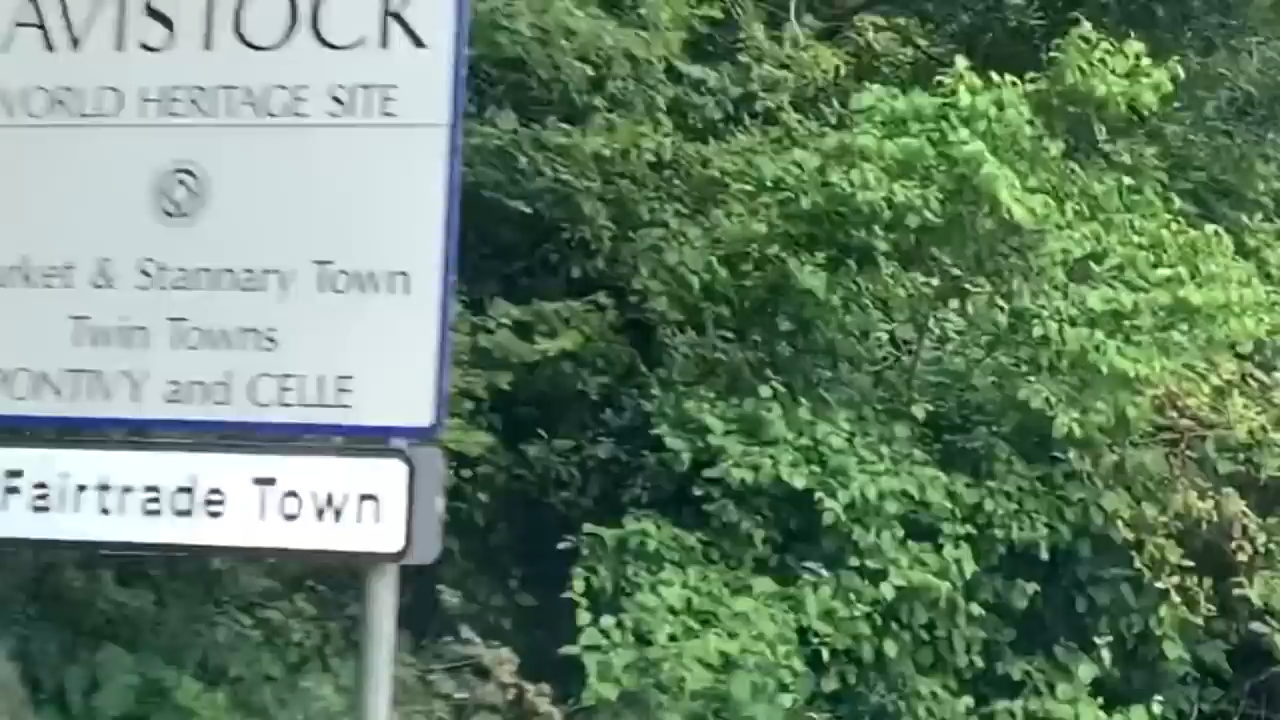 AVISTOCK
WORLD HERITAGE SITE
rket & Stannary Town
Twin Towns
PONTIVY and CELLE
Fairtrade Town